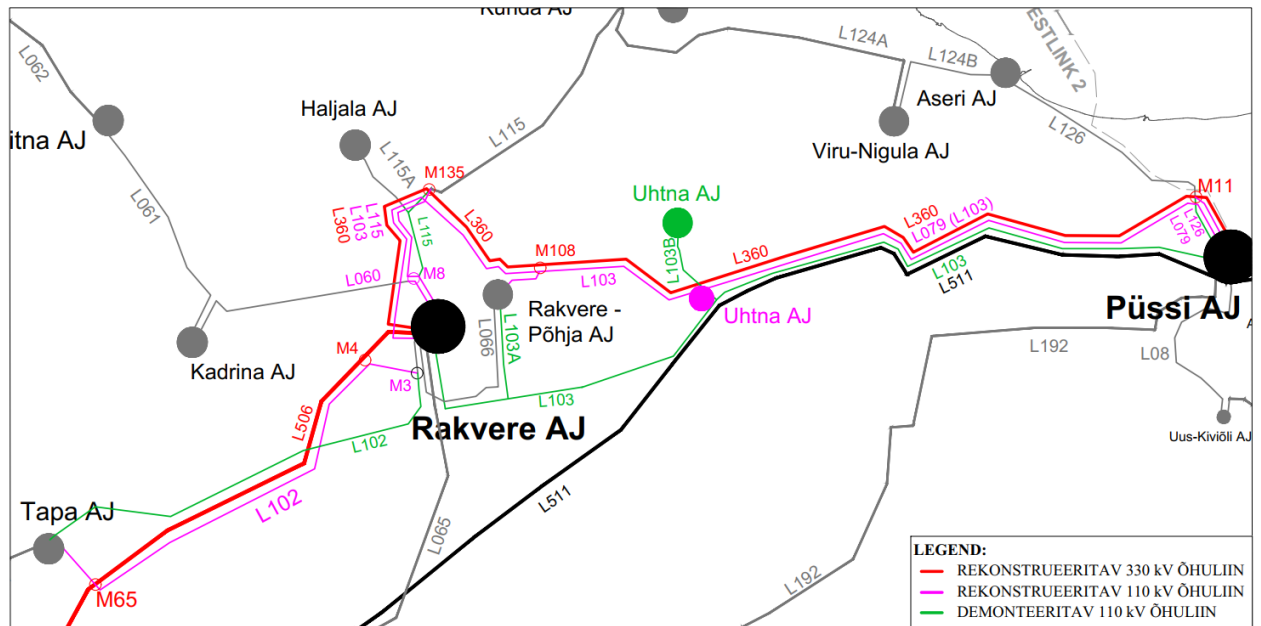 Kunda AJ
L062
L124A
L124B
ESTLINK 2
Aseri AJ
Haljala AJ
itna AJ
L115
L126
Viru-Nigula AJ
L115A
M135
M11
L061
Uhtna AJ
L360
L103
L115
L360
L115
L103B
L360
L079 (L103)
L126
L079
M108
L360
L103
L060
M8
L103
L511
Uhtna AJ
Rakvere -
Põhja AJ
Püssi AJ
A
L066
L103A
M4
M3
Kadrina AJ
L192
L08
L103
L506
Rakvere AJ
L102
Uus-Kiviõli AJ
L102
L511
Tapa AJ
L065
L192
M65
LEGEND:
REKONSTRUEERITAV 330 kV ÕHULIIN
REKONSTRUEERITAV 110 kV ÕHULIIN
DEMONTEERITAV 110 kV ÕHULIIN